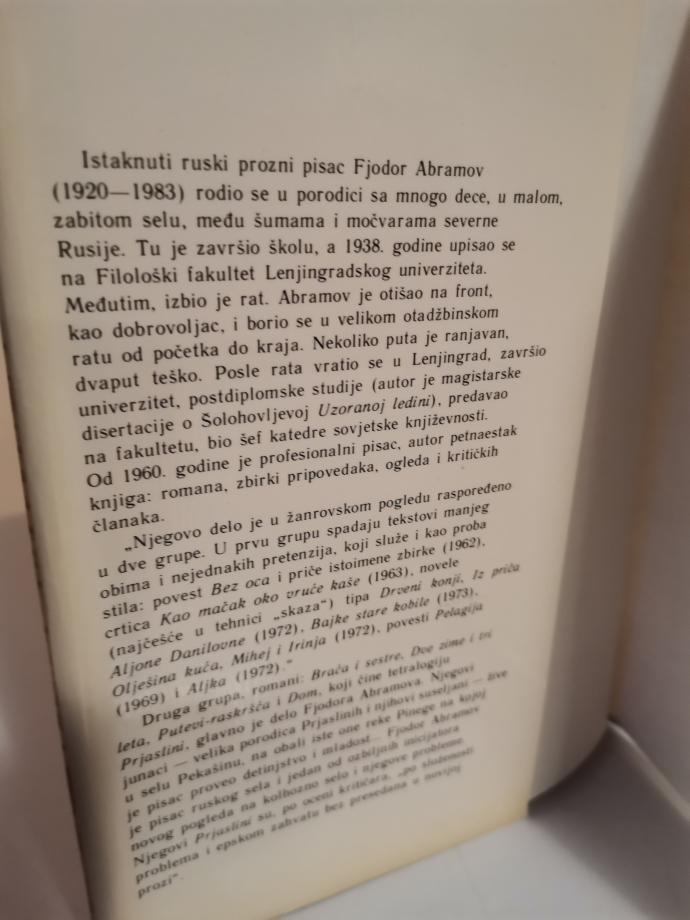 Istaknuti ruski prozni pisac Fjodor Abramov
(1920—1983) rodio se u porodici sa mnogo dece, u malom,
zabitom selu, među šumama i močvarama severne
Rusije. Tu je završio školu, a 1938. godine upisao se
na Filološki fakultet Lenjingradskog univerziteta.
Međutim, izbio je rat. Abramov je otišao na front,
kao dobrovoljac, i borio se u velikom otadžbinskom
ratu od početka do kraja. Nekoliko puta je ranjavan,
dvaput teško. Posle rata vratio se u Lenjingrad, završio
univerzitet, postdiplomske studije (autor je magistarske
disertacije o Šolohovljevoj Uzoranoj ledini), predavao
na fakultetu, bio šef katedre sovjetske književnosti.
Od 1960. godine je profesionalni pisac, autor petnaestak
knjiga: romana, zbirki pripovedaka, ogleda i kritičkih
članaka.
„Njegovo delo je u žanrovskom pogledu raspoređeno
u dve grupe. U prvu grupu spadaju tekstovi manjeg
obima i nejednakih pretenzija, koji služe i kao proba
stila: povest Bez oca i priče istoimene zbirke (1962),
crtica Kao mačak oko vruće kaše (1963), novele
(najčešće u tehnici „skaza“) tipa Drveni konji, Iz priča
Aljone Danilovne (1972), Bajke stare kobile (1973),
Olješina kuća, Mihej i Irinja (1972), povesti Pelagija
(1969) i Aljka (1972).“
Druga grupa, romani: Braća i sestre, Dve zime i tri
leta, Putevi-raskršća i Dom, koji čine tetralogiju
Prjaslini, glavno je delo Fjodora Abramova. Njegovi
junaci — velika porodica Prjaslinih i njihovi suseljani — žive
u selu Pekašinu, na obali iste one reke Pinege na kojoj
je pisac proveo detinjstvo i mladost... Fjodor Abramov
je pisac ruskog sela i jedan od ozbiljnih inicijatora
novog pogleda na kolhozno selo i njegove probleme.
Njegovi Prjaslini su, po oceni kritičara, „po složenosti
problema i epskom zahvatu bez presedana u novijoj
prozi“.